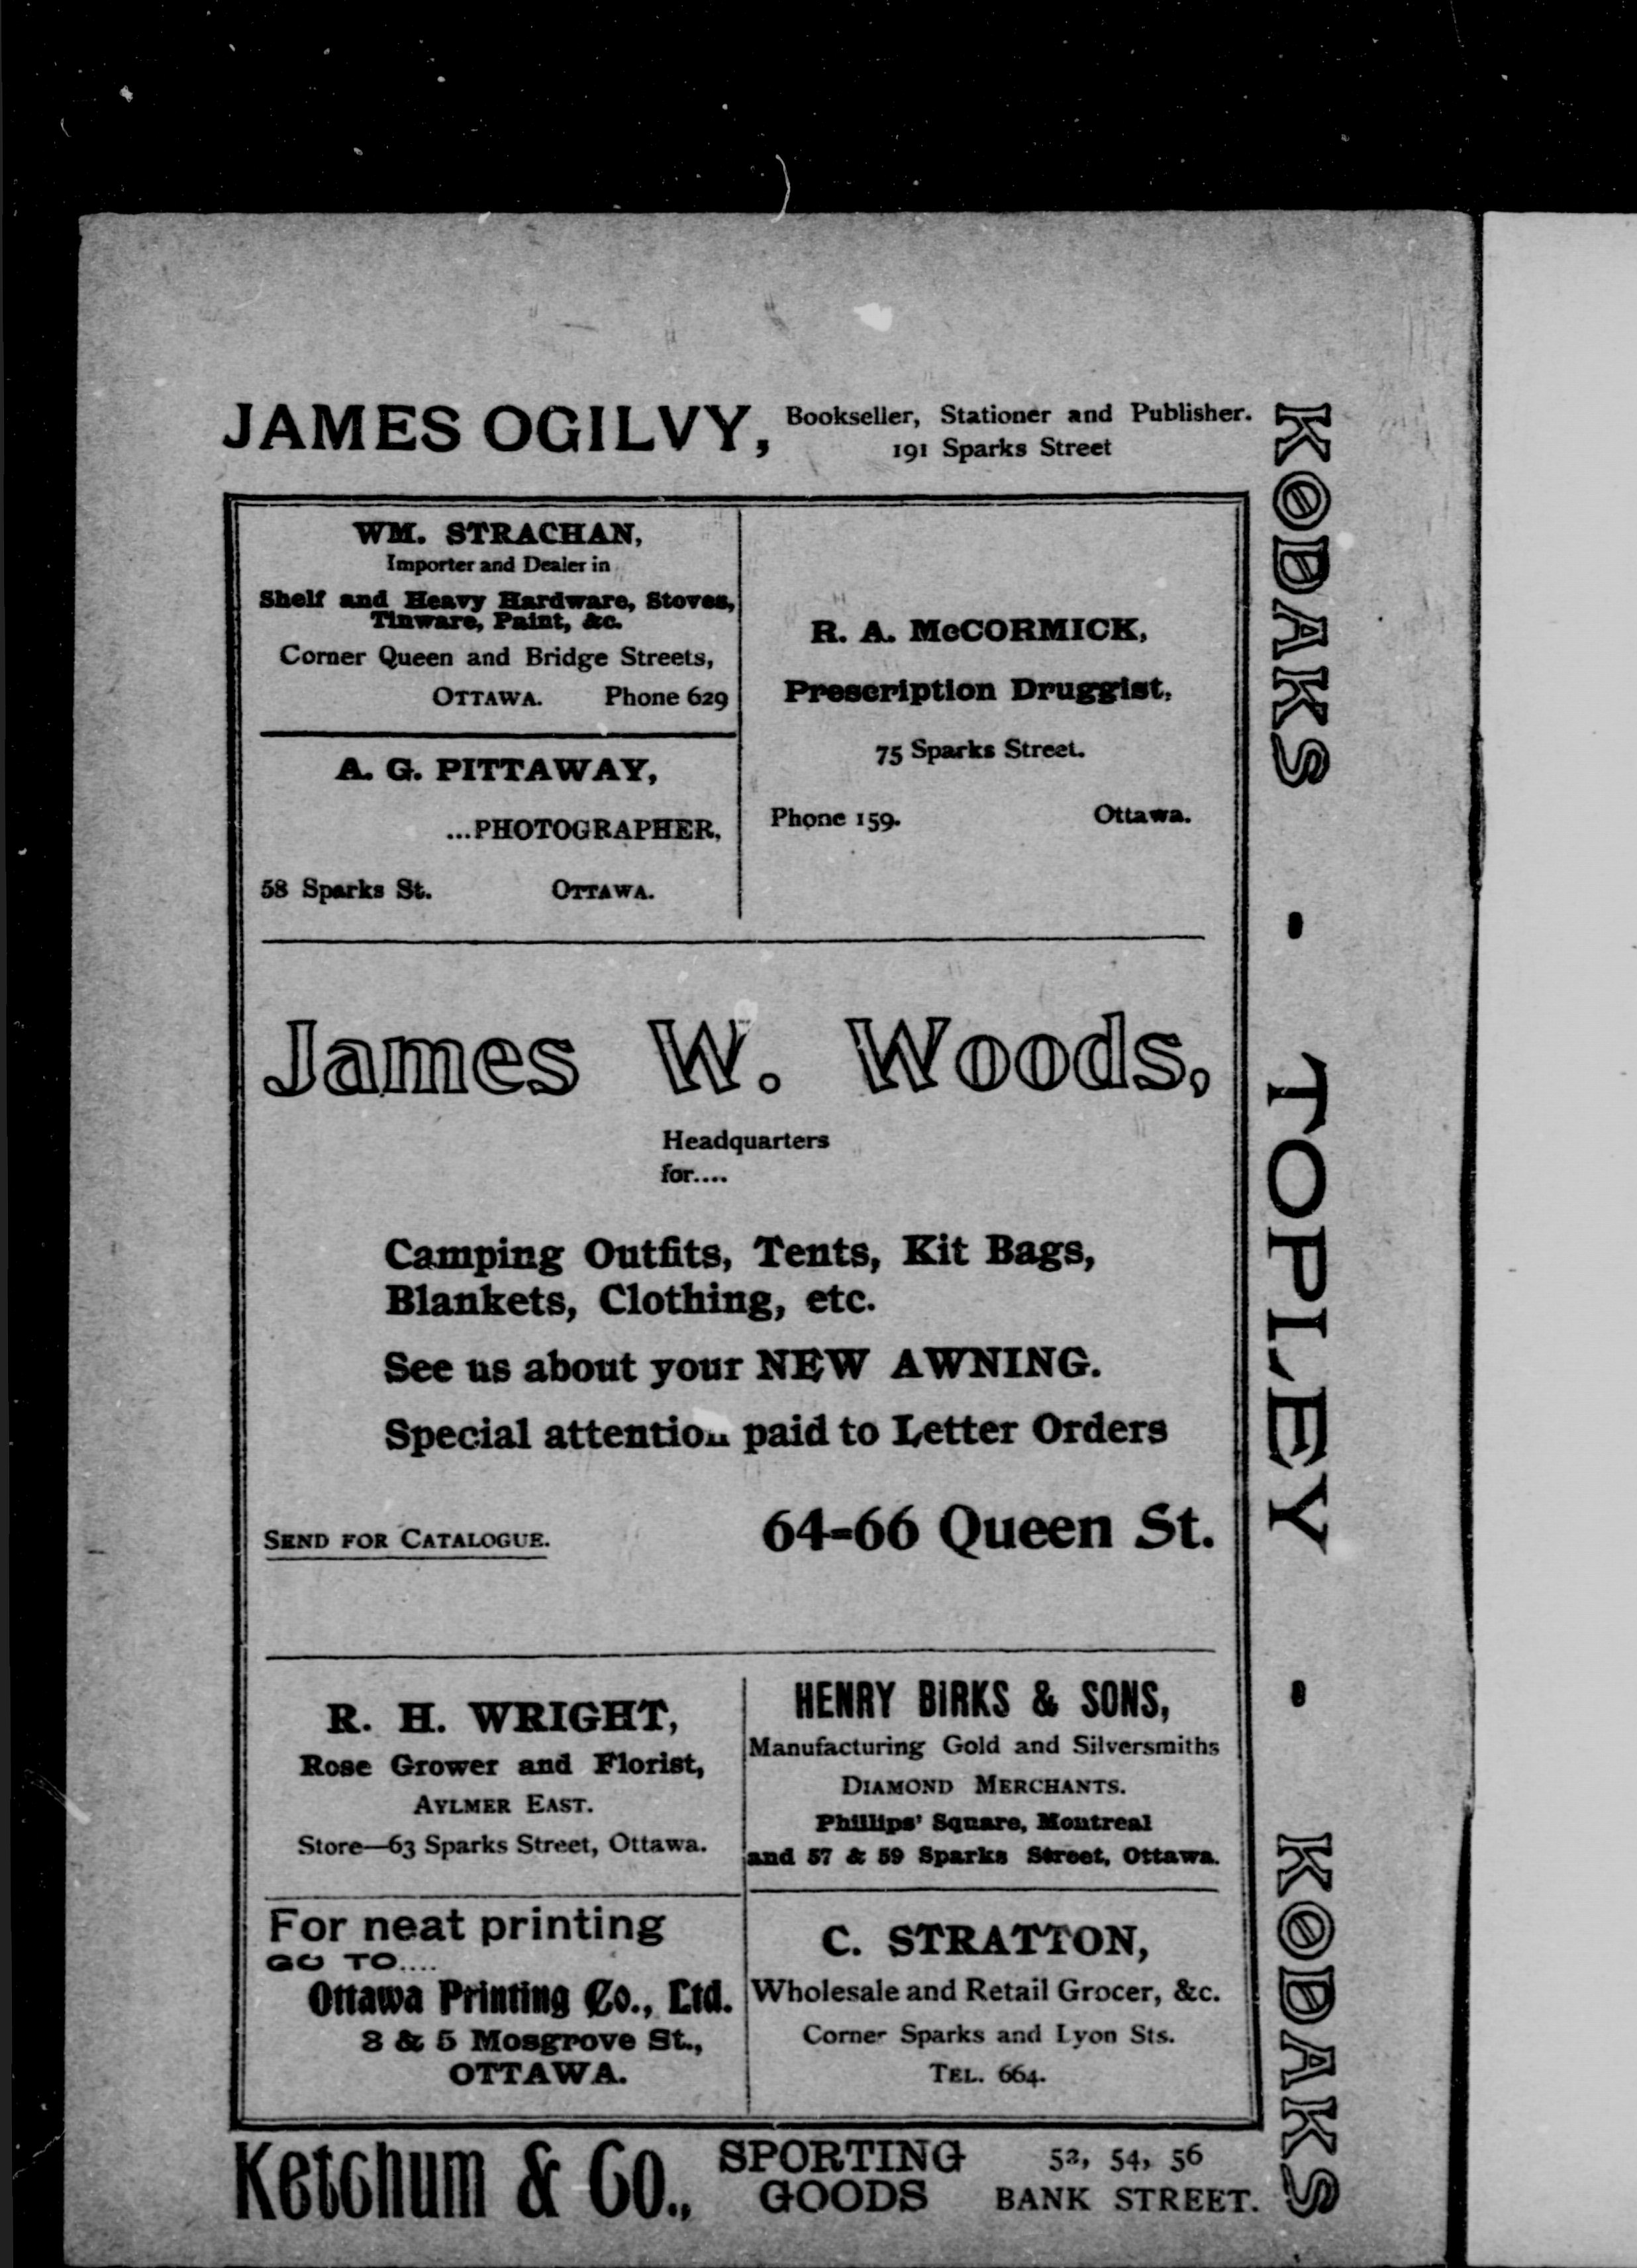 JAMES OGILVY, Bookseller, Stationer and Publisher.
191 Sparks Street
WM. STRACHAN,
Importer and Dealer in
Shelf and Heavy Hardware, Stoves,
Tinware, Paint, &c.
Corner Queen and Bridge Streets,
OTTAWA. Phone 629
A. G. PITTAWAY,
...PHOTOGRAPHER,
58 Sparks St. OTTAWA.
R. A. McCORMICK,
Prescription Druggist,
75 Sparks Street.
Phone 159. Ottawa.
James W. Woods,
Headquarters
for....
Camping Outfits, Tents, Kit Bags,
Blankets, Clothing, etc.
See us about your NEW AWNING.
Special attention paid to Letter Orders
SEND FOR CATALOGUE. 64-66 Queen St.
R. H. WRIGHT,
Rose Grower and Florist,
AYLMER EAST.
Store—63 Sparks Street, Ottawa.
HENRY BIRKS & SONS,
Manufacturing Gold and Silversmiths
DIAMOND MERCHANTS.
Phillips' Square, Montreal
and 57 & 59 Sparks Street, Ottawa.
For neat printing
GO TO....
Ottawa Printing Co., Ltd.
3 & 5 Mosgrove St.,
OTTAWA.
C. STRATTON,
Wholesale and Retail Grocer, &c.
Corner Sparks and Lyon Sts.
TEL. 664.
Ketchum & Co., SPORTING GOODS 52, 54, 56 BANK STREET.
KODAKS - TOPLEY - KODAKS